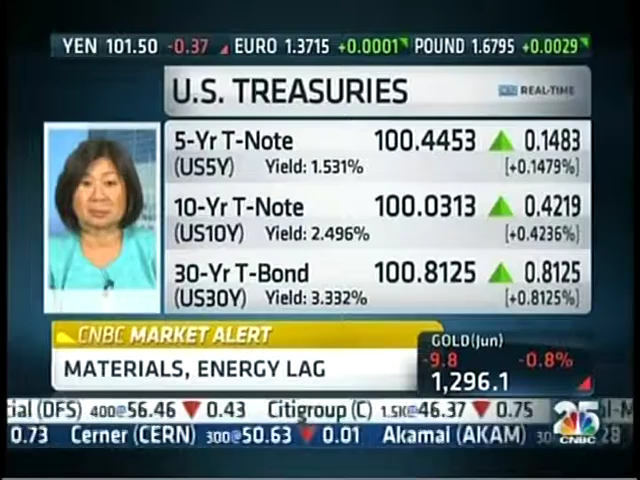 YEN 101.50 -0.37 EURO 1.3715 +0.0001 POUND 1.6795 +0.0029
U.S. TREASURIES
REAL-TIME
5-Yr T-Note 100.4453 0.1483
(US5Y) Yield: 1.531% [+0.1479%]
10-Yr T-Note 100.0313 0.4219
(US10Y) Yield: 2.496% [+0.4236%]
30-Yr T-Bond 100.8125 0.8125
(US30Y) Yield: 3.332% [+0.8125%]
CNBC MARKET ALERT
MATERIALS, ENERGY LAG
GOLD(Jun)
-9.8 -0.8%
1,296.1
ial (DFS) 400@56.46 0.43 Citigroup (C) 1.5K@46.37 0.75
0.73 Cerner (CERN) 300@50.63 0.01 Akamai (AKAM) 30
25
CNBC